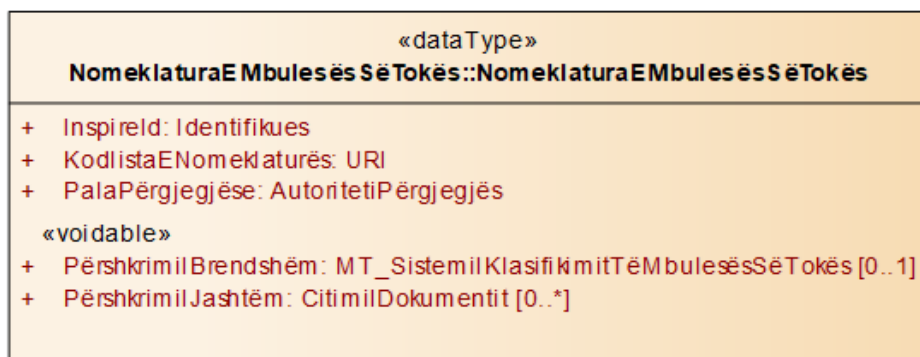 «dataType»
NomeklaturaEMbulesësSëTokës::NomeklaturaEMbulesësSëTokës
+ InspireId: Identifikues
+ KodlistaENomeklaturës: URI
+ PalaPërgjegjëse: AutoritetiPërgjegjës
«voidable»
+ PërshkrimiIBrendshëm: MT_SistemiIKlasifikimitTëMbulesësSëTokës [0..1]
+ PërshkrimiIJashtëm: CitimiIDokumentit [0..*]